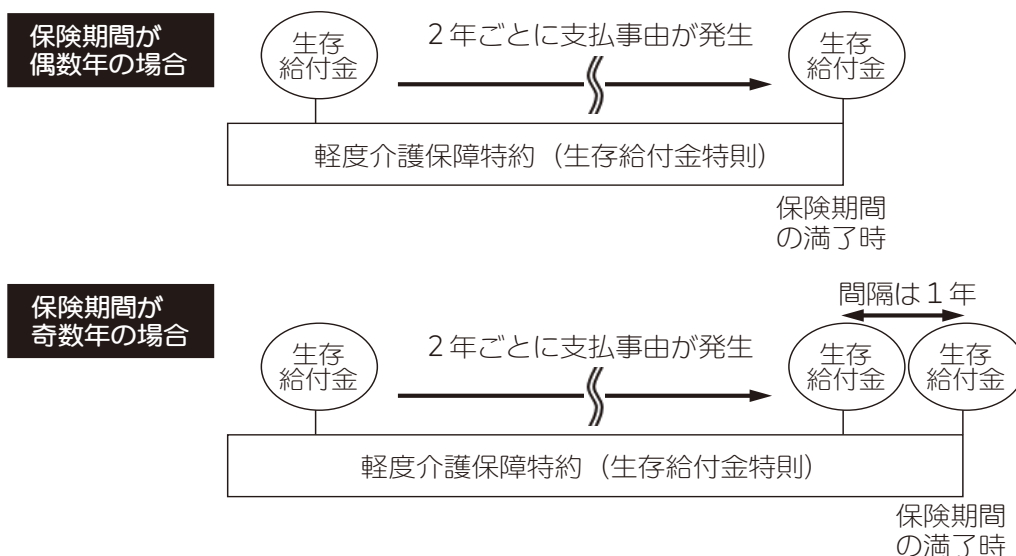 保険期間が
偶数年の場合
生存
給付金
2年ごとに支払事由が発生
生存
給付金
軽度介護保障特約（生存給付金特則）
保険期間
の満了時
保険期間が
奇数年の場合
間隔は1年
生存
給付金
2年ごとに支払事由が発生
生存
給付金
生存
給付金
軽度介護保障特約（生存給付金特則）
保険期間
の満了時